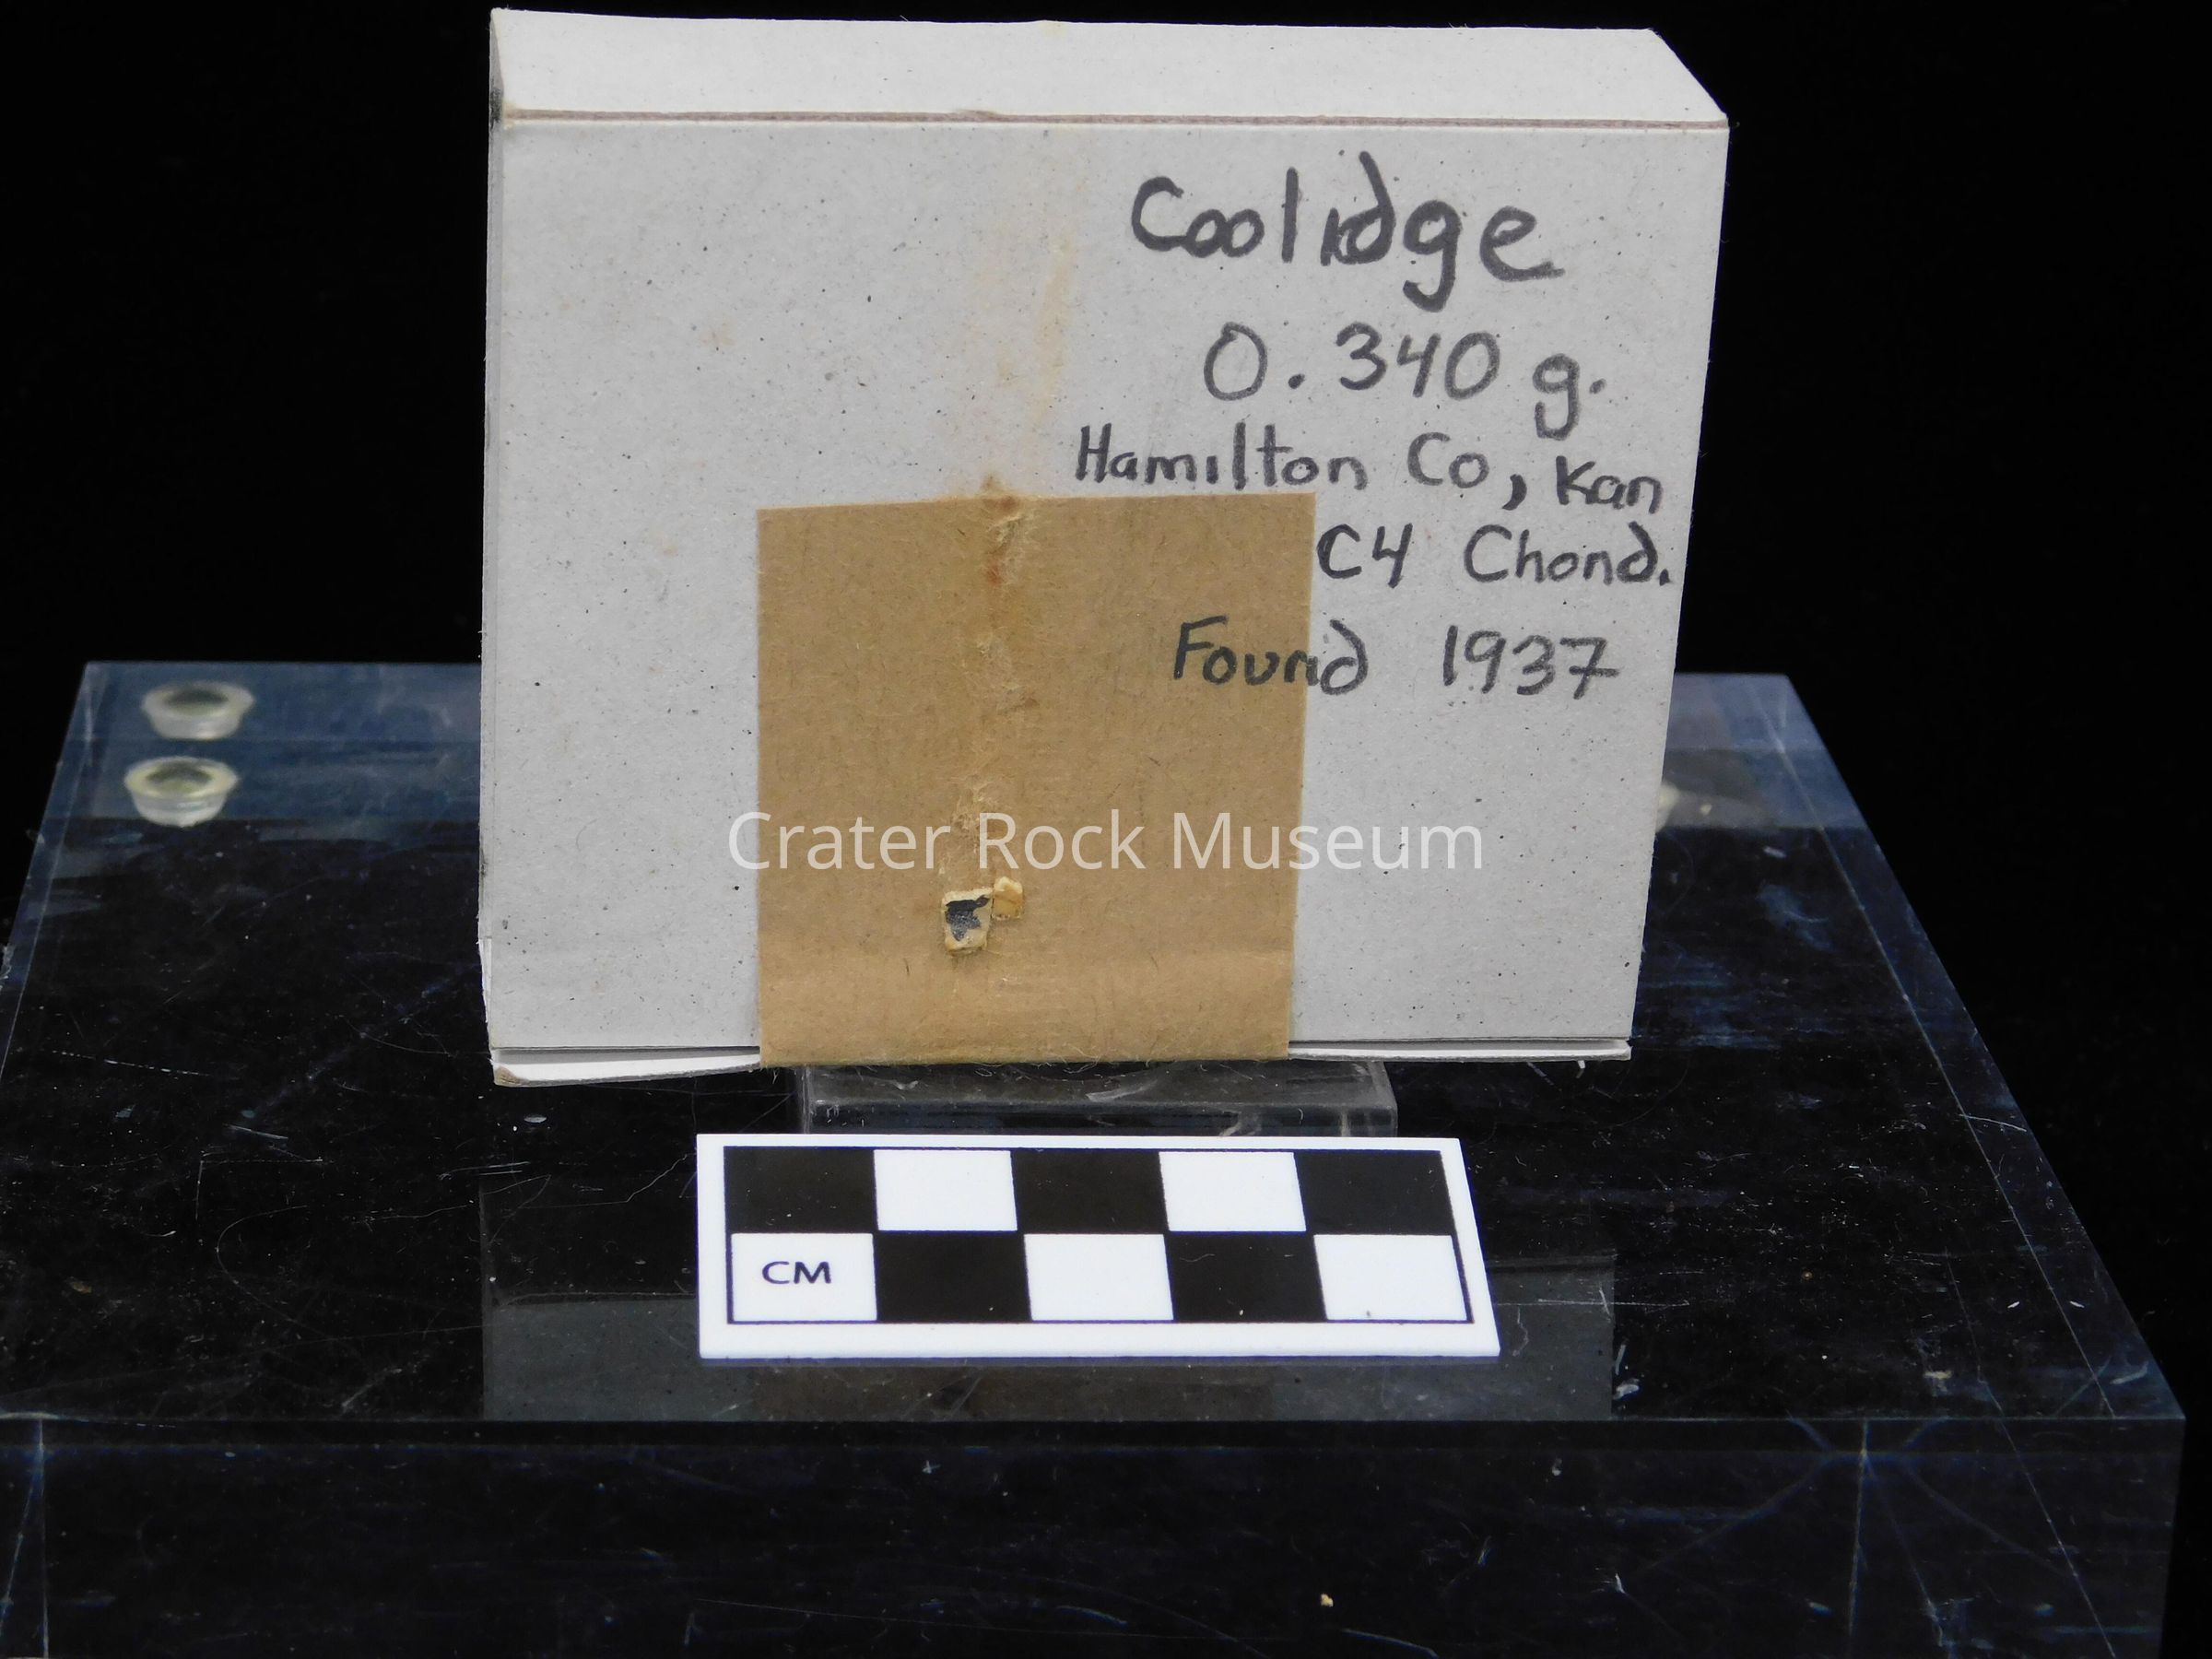 Coolidge
0.340 g.
Hamilton Co, Kan
C4 Chond.
Found 1937
Crater Rock Museum
CM